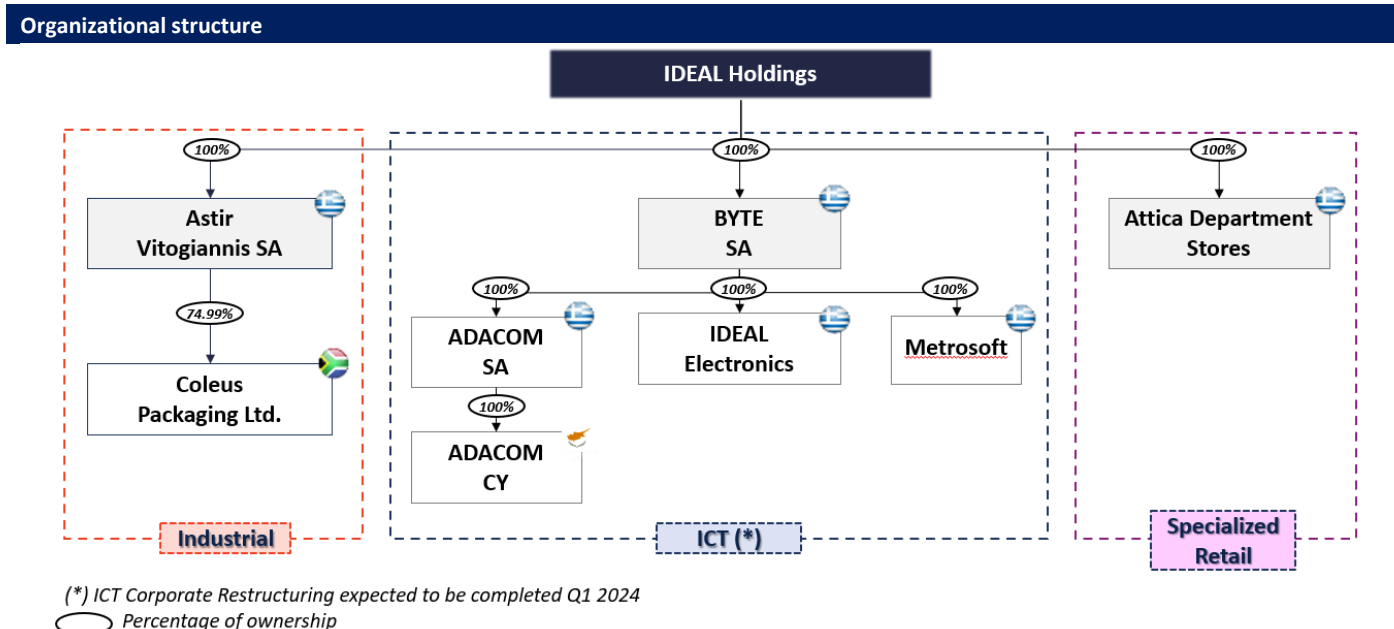 Organizational structure
IDEAL Holdings
100%
100%
100%
Astir
Vitogiannis SA
BYTE
SA
Attica Department
Stores
74.99%
100%
100%
100%
ADACOM
SA
IDEAL
Electronics
Metrosoft
Coleus
Packaging Ltd.
100%
ADACOM
CY
Industrial
ICT (*)
Specialized
Retail
(*) ICT Corporate Restructuring expected to be completed Q1 2024
Percentage of ownership